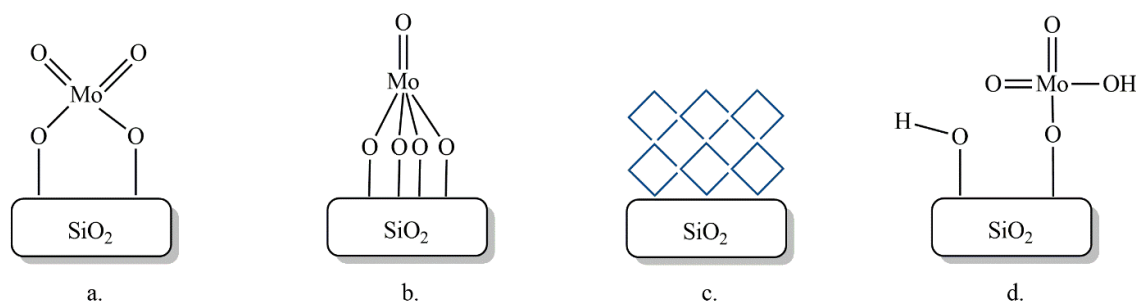 O O
Mo
O O
SiO₂
a.
O
Mo
O O O O
SiO₂
b.
SiO₂
c.
O
O Mo OH
H O O
SiO₂
d.